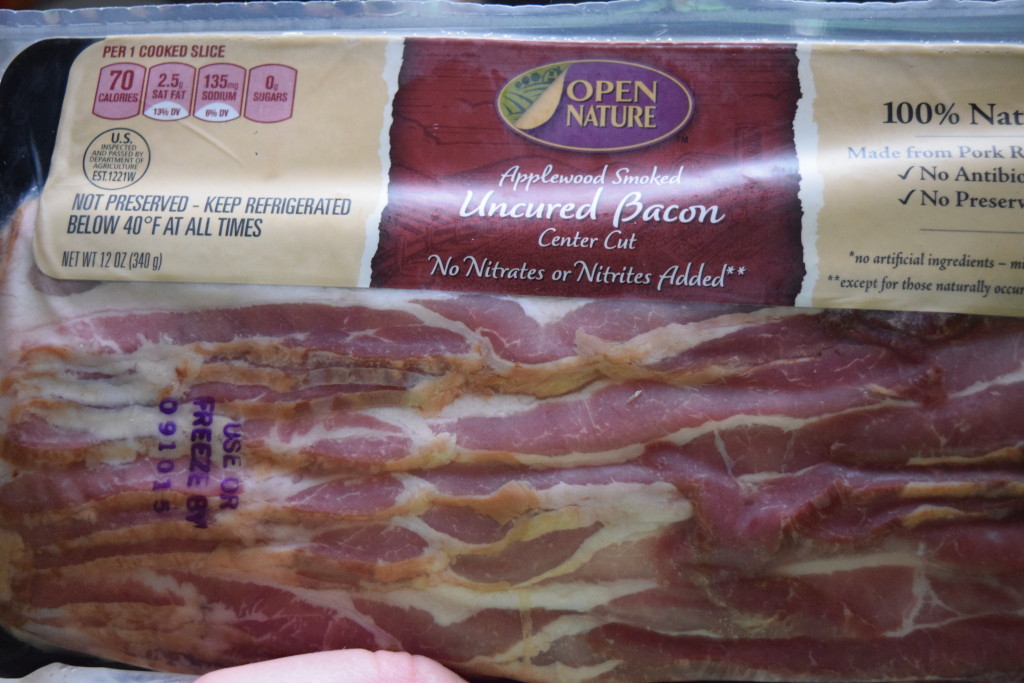 PER 1 COOKED SLICE
70 CALORIES
2.5g SAT FAT 13% DV
135mg SODIUM 6% DV
0g SUGARS
U.S.
INSPECTED
AND PASSED BY
DEPARTMENT OF
AGRICULTURE
EST.1221W
NOT PRESERVED - KEEP REFRIGERATED
BELOW 40°F AT ALL TIMES
NET WT 12 OZ (340 g)
OPEN
NATURE
TM
Applewood Smoked
Uncured Bacon
Center Cut
No Nitrates or Nitrites Added**
100% Nat
Made from Pork R
✓ No Antibio
✓ No Preserv
*no artificial ingredients – mi
**except for those naturally occur
USE OR
FREEZE BY
091015